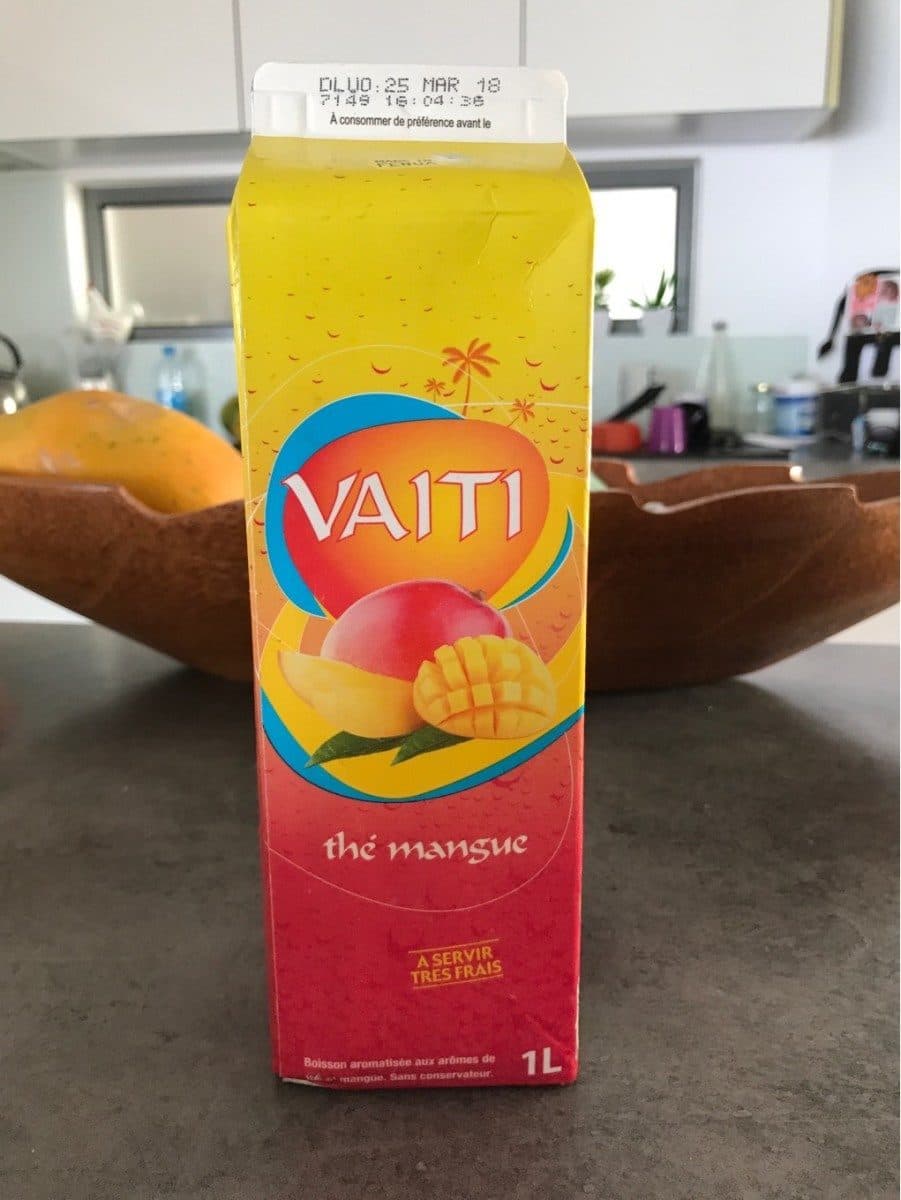 DLUO:25 MAR 18
7149 16:04:36
À consommer de préférence avant le
VAITI
thé mangue
A SERVIR
TRES FRAIS
Boisson aromatisée aux arômes de
mangue. Sans conservateur.
1L